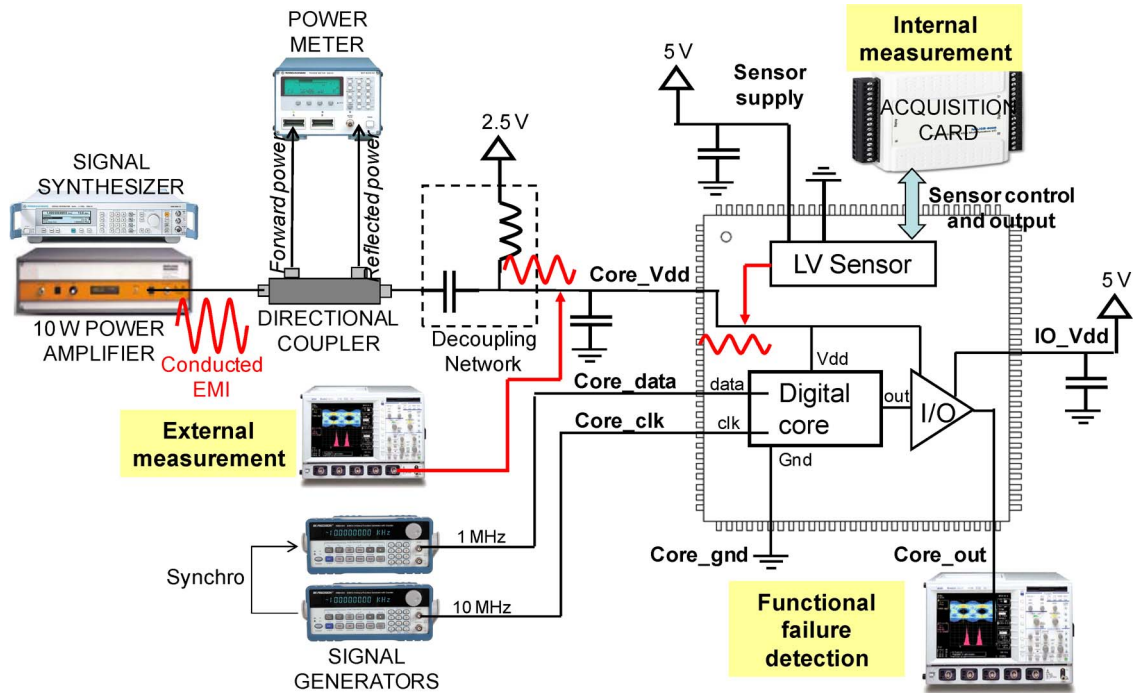 POWER
METER
Internal
measurement
5 V
Sensor
supply
ACQUISITION
CARD
2.5 V
SIGNAL
SYNTHESIZER
Forward power
Reflected power
Sensor control
and output
LV Sensor
Core_Vdd
5 V
10 W POWER
AMPLIFIER
DIRECTIONAL
COUPLER
Decoupling
Network
IO_Vdd
Conducted
EMI
Vdd
Core_data
data
Digital
core
out
I/O
Core_clk
clk
External
measurement
Gnd
1 MHz
Core_gnd
Core_out
Synchro
10 MHz
Functional
failure
detection
SIGNAL
GENERATORS